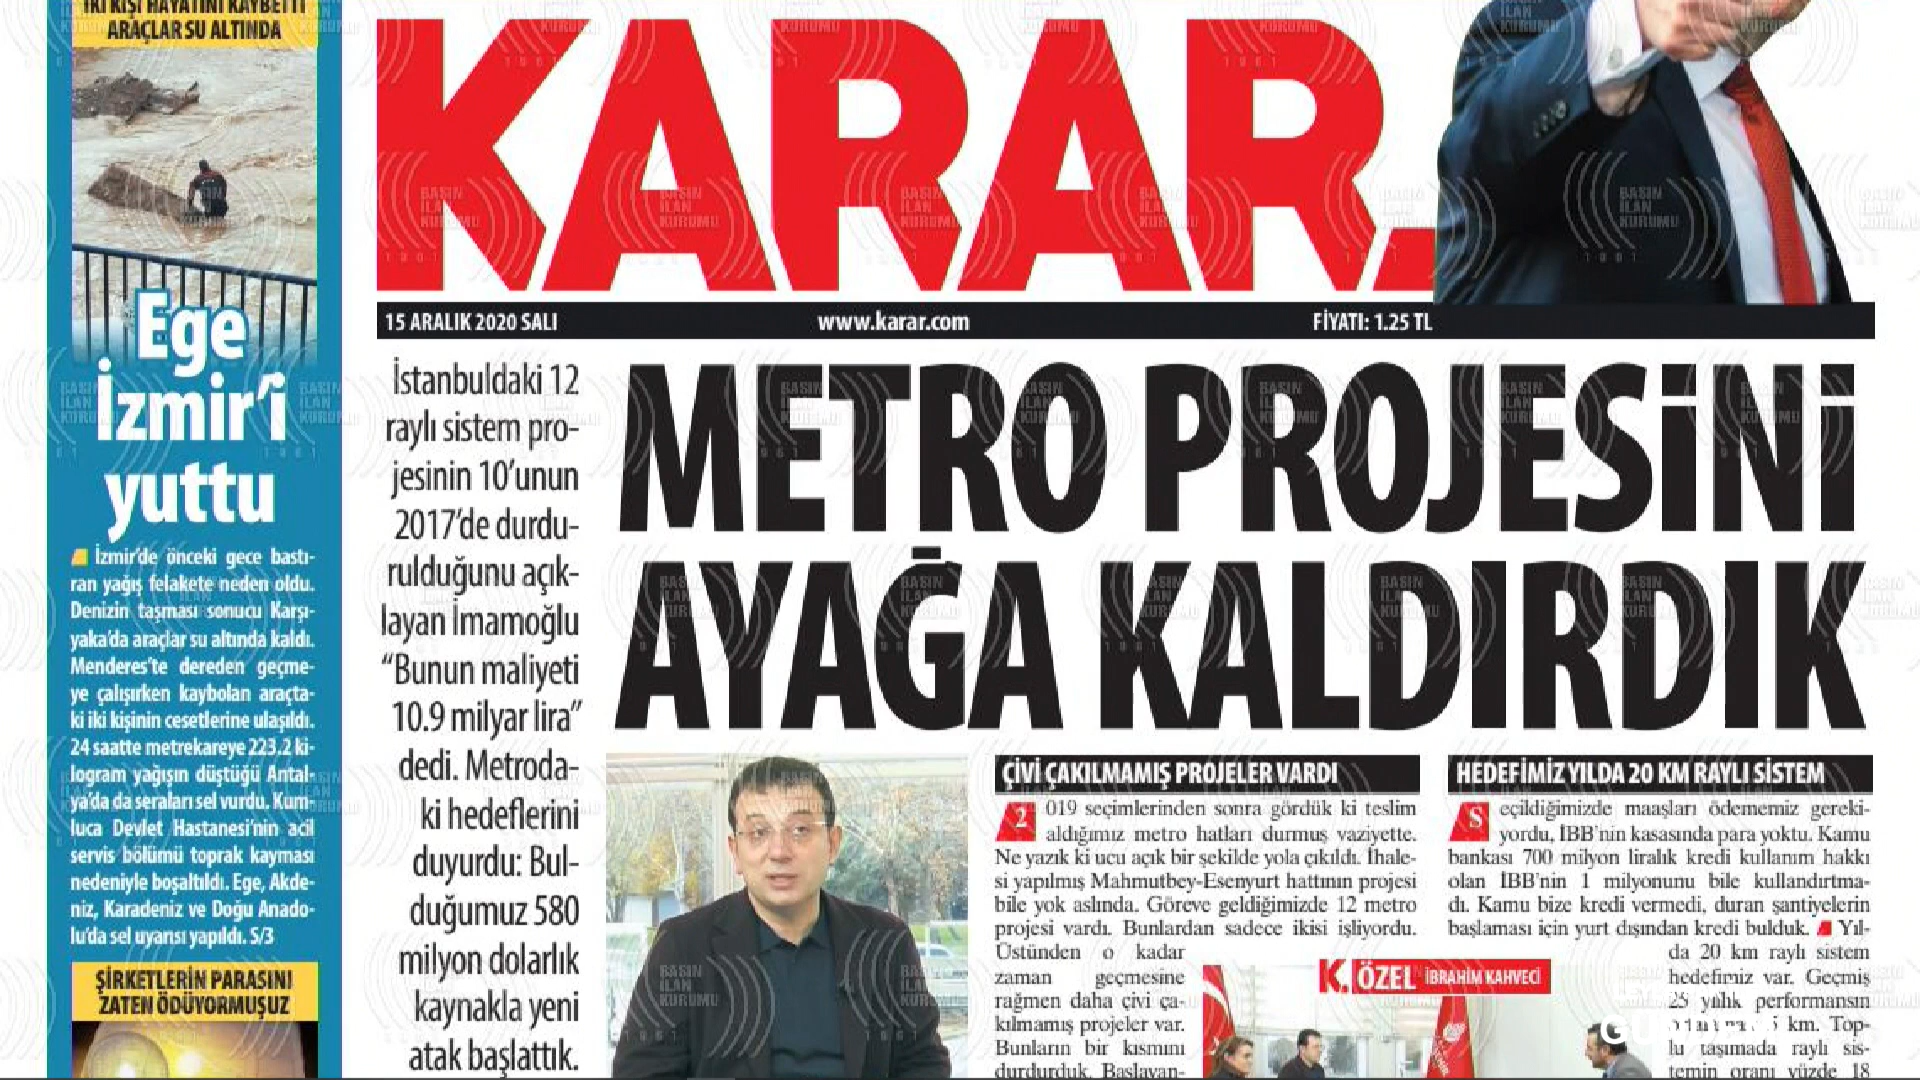 İKİ KİŞİ HAYATINI KAYBETTİ
ARAÇLAR SU ALTINDA
Ege
İzmir'i
yuttu
İzmir'de önceki gece bastı-
ran yağış felakete neden oldu.
Denizin taşması sonucu Karşı-
yaka'da araçlar su altında kaldı.
Menderes'te dereden geçme-
ye çalışırken kaybolan araçta-
ki iki kişinin cesetlerine ulaşıldı.
24 saatte metrekareye 223.2 ki-
logram yağışın düştüğü Antal-
ya'da da seraları sel vurdu. Kum-
luca Devlet Hastanesi'nin acil
servis bölümü toprak kayması
nedeniyle boşaltıldı. Ege, Akde-
niz, Karadeniz ve Doğu Anado-
lu'da sel uyarısı yapıldı. S/3
ŞİRKETLERİN PARASINI
ZATEN ÖDÜYORMUŞUZ
KARAR.
15 ARALIK 2020 SALI
www.karar.com
FİYATI: 1.25 TL
İstanbuldaki 12
raylı sistem pro-
jesinin 10'unun
2017'de durdu-
rulduğunu açık-
layan İmamoğlu
“Bunun maliyeti
10.9 milyar lira”
dedi. Metroda-
ki hedeflerini
duyurdu: Bul-
duğumuz 580
milyon dolarlık
kaynakla yeni
atak başlattık.
METRO PROJESİNİ
AYAĞA KALDIRDIK
ÇİVİ ÇAKILMAMIŞ PROJELER VARDI
2019 seçimlerinden sonra gördük ki teslim
aldığımız metro hatları durmuş vaziyette.
Ne yazık ki ucu açık bir şekilde yola çıkıldı. İhale-
si yapılmış Mahmutbey-Esenyurt hattının projesi
bile yok aslında. Göreve geldiğimizde 12 metro
projesi vardı. Bunlardan sadece ikisi işliyordu.
Üstünden o kadar
zaman geçmesine
rağmen daha çivi ça-
kılmamış projeler var.
Bunların bir kısmını
durdurduk. Başlayan-
HEDEFİMİZ YILDA 20 KM RAYLI SİSTEM
Seçildiğimizde maaşları ödememiz gereki-
yordu, İBB'nin kasasında para yoktu. Kamu
bankası 700 milyon liralık kredi kullanım hakkı
olan İBB'nin 1 milyonunu bile kullandırtma-
dı. Kamu bize kredi vermedi, duran şantiyelerin
başlaması için yurt dışından kredi bulduk. Yıl-
da 20 km raylı sistem
hedefimiz var. Geçmiş
25 yıllık performansın
km. Top-
lu taşımada raylı sis-
temin oranı yüzde 18
K. ÖZEL İBRAHİM KAHVECİ
BASIN
İLAN
KURUMU
1961